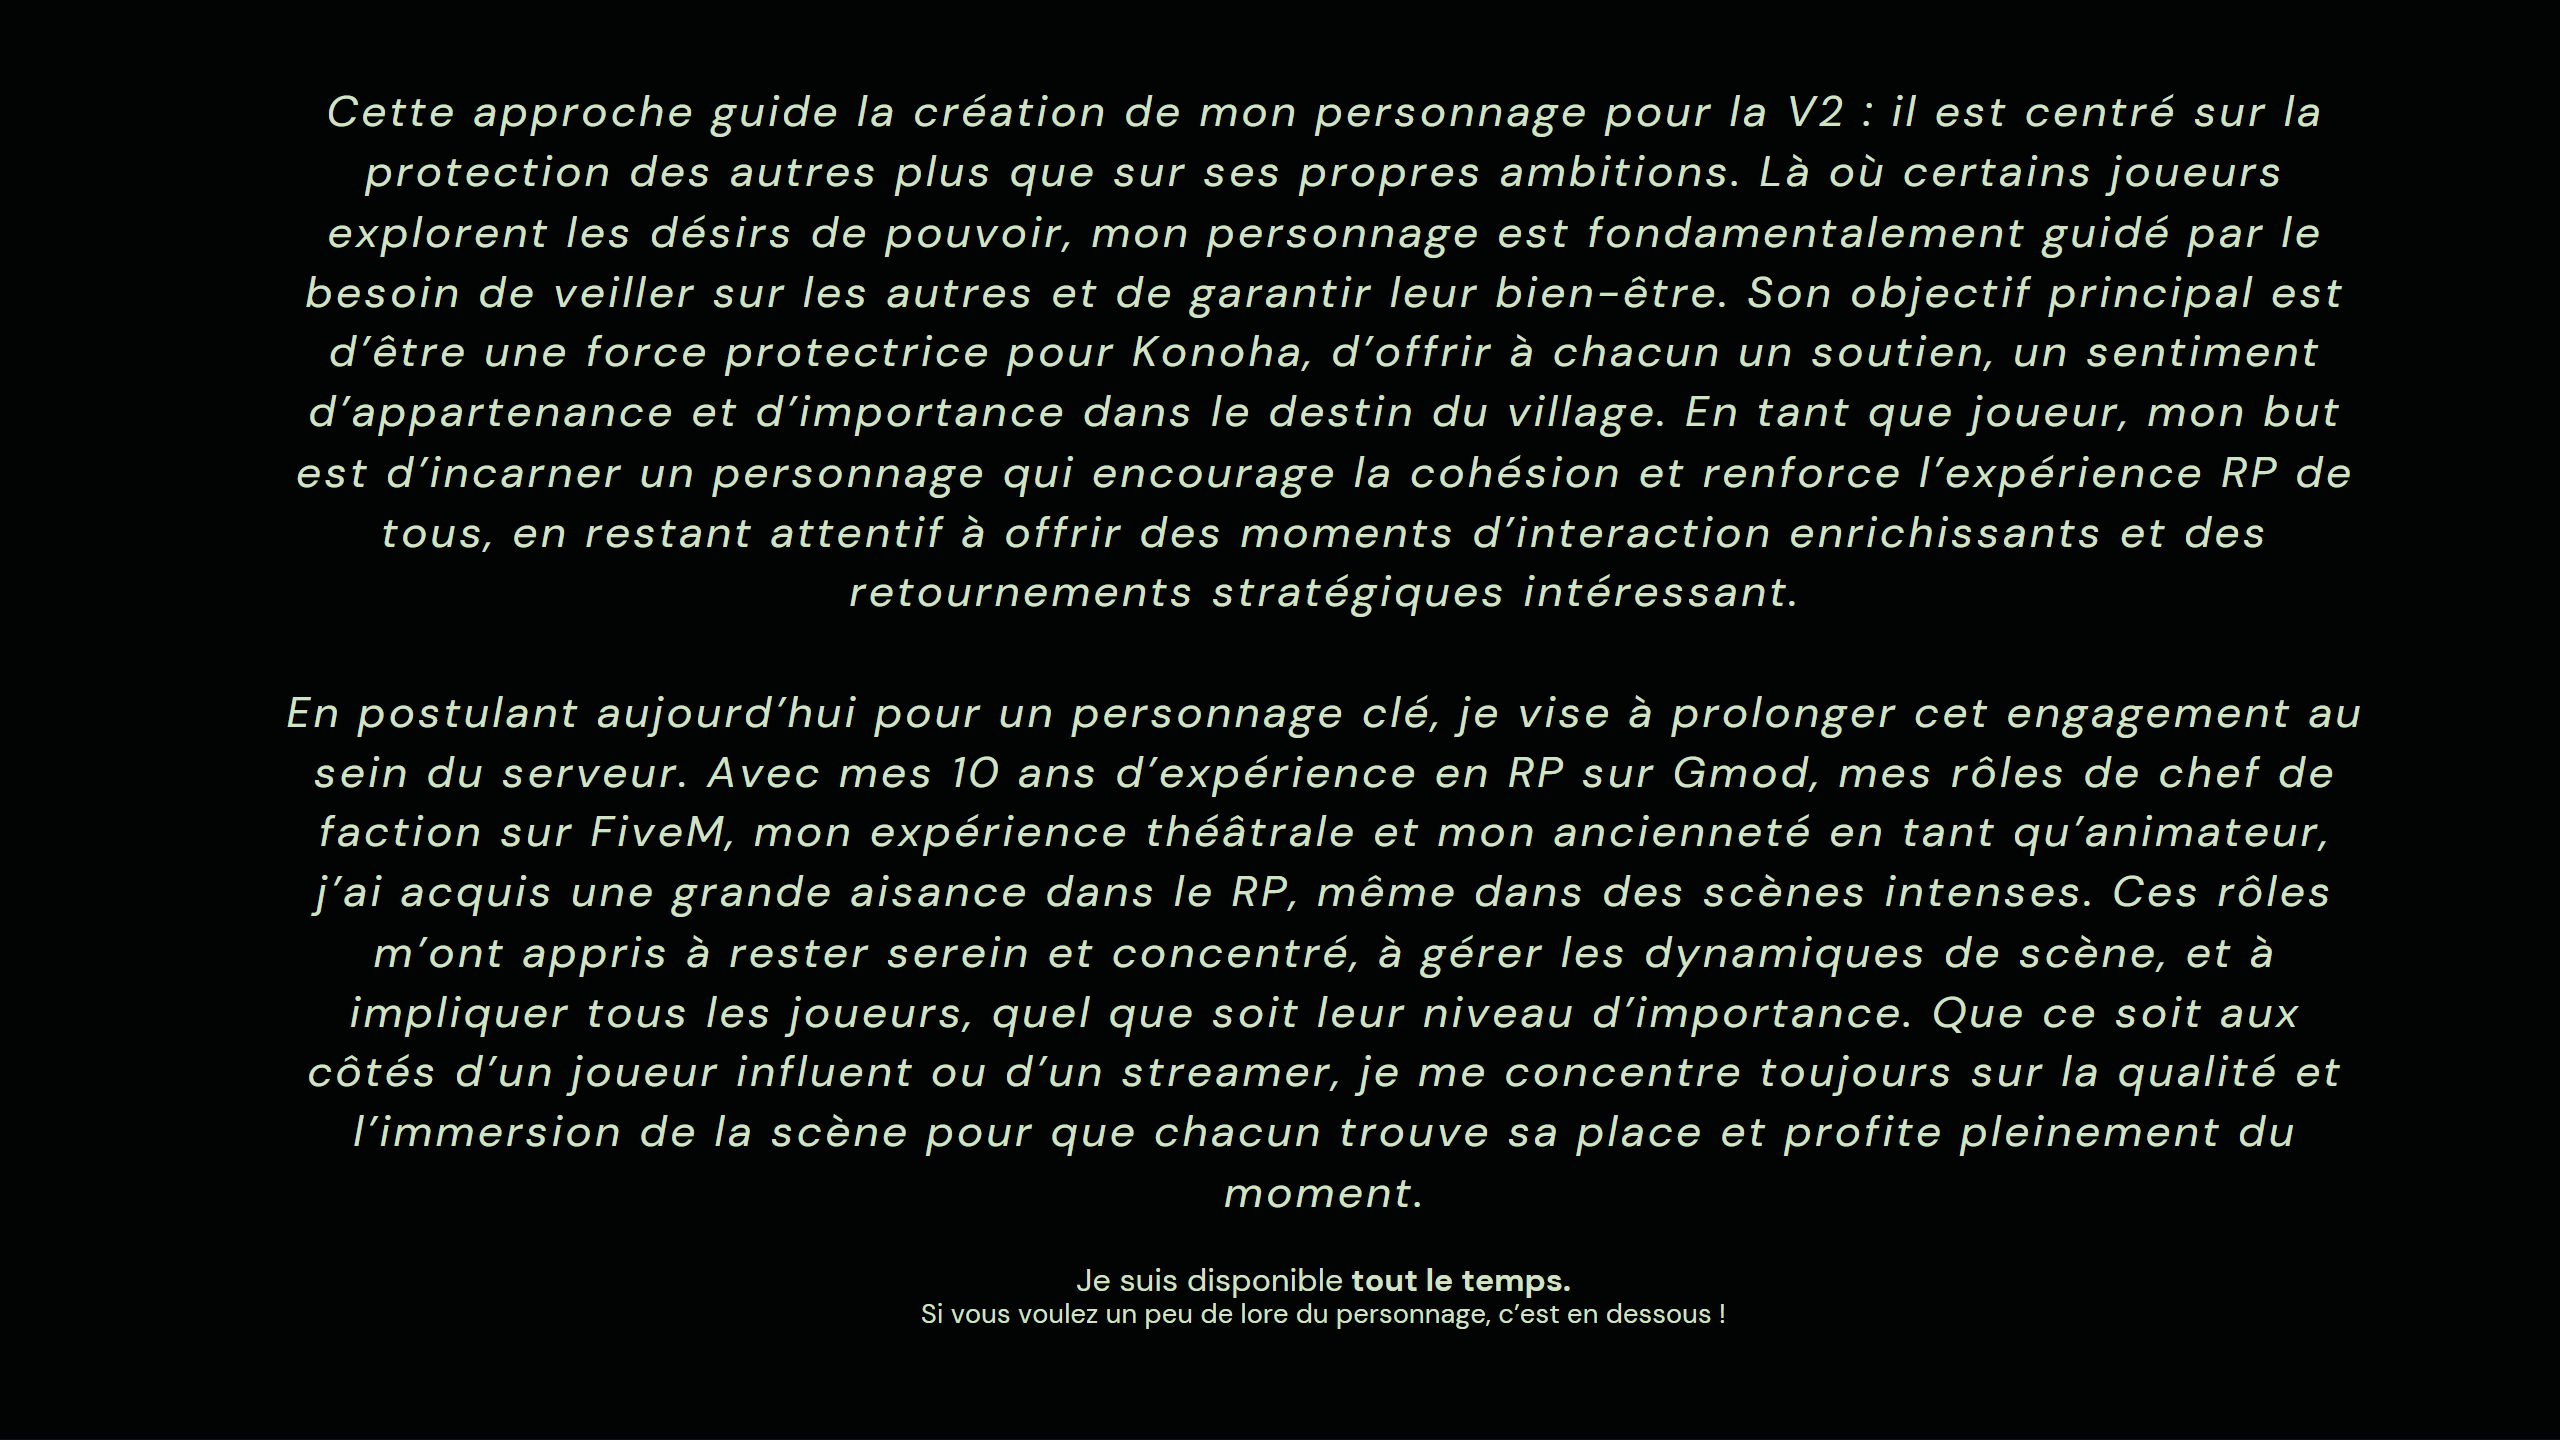 Cette approche guide la création de mon personnage pour la V2 : il est centré sur la
protection des autres plus que sur ses propres ambitions. Là où certains joueurs
explorent les désirs de pouvoir, mon personnage est fondamentalement guidé par le
besoin de veiller sur les autres et de garantir leur bien-être. Son objectif principal est
d’être une force protectrice pour Konoha, d’offrir à chacun un soutien, un sentiment
d’appartenance et d’importance dans le destin du village. En tant que joueur, mon but
est d’incarner un personnage qui encourage la cohésion et renforce l’expérience RP de
tous, en restant attentif à offrir des moments d’interaction enrichissants et des
retournements stratégiques intéressant.
En postulant aujourd’hui pour un personnage clé, je vise à prolonger cet engagement au
sein du serveur. Avec mes 10 ans d’expérience en RP sur Gmod, mes rôles de chef de
faction sur FiveM, mon expérience théâtrale et mon ancienneté en tant qu’animateur,
j’ai acquis une grande aisance dans le RP, même dans des scènes intenses. Ces rôles
m’ont appris à rester serein et concentré, à gérer les dynamiques de scène, et à
impliquer tous les joueurs, quel que soit leur niveau d’importance. Que ce soit aux
côtés d’un joueur influent ou d’un streamer, je me concentre toujours sur la qualité et
l’immersion de la scène pour que chacun trouve sa place et profite pleinement du
moment.
Je suis disponible tout le temps.
Si vous voulez un peu de lore du personnage, c’est en dessous !